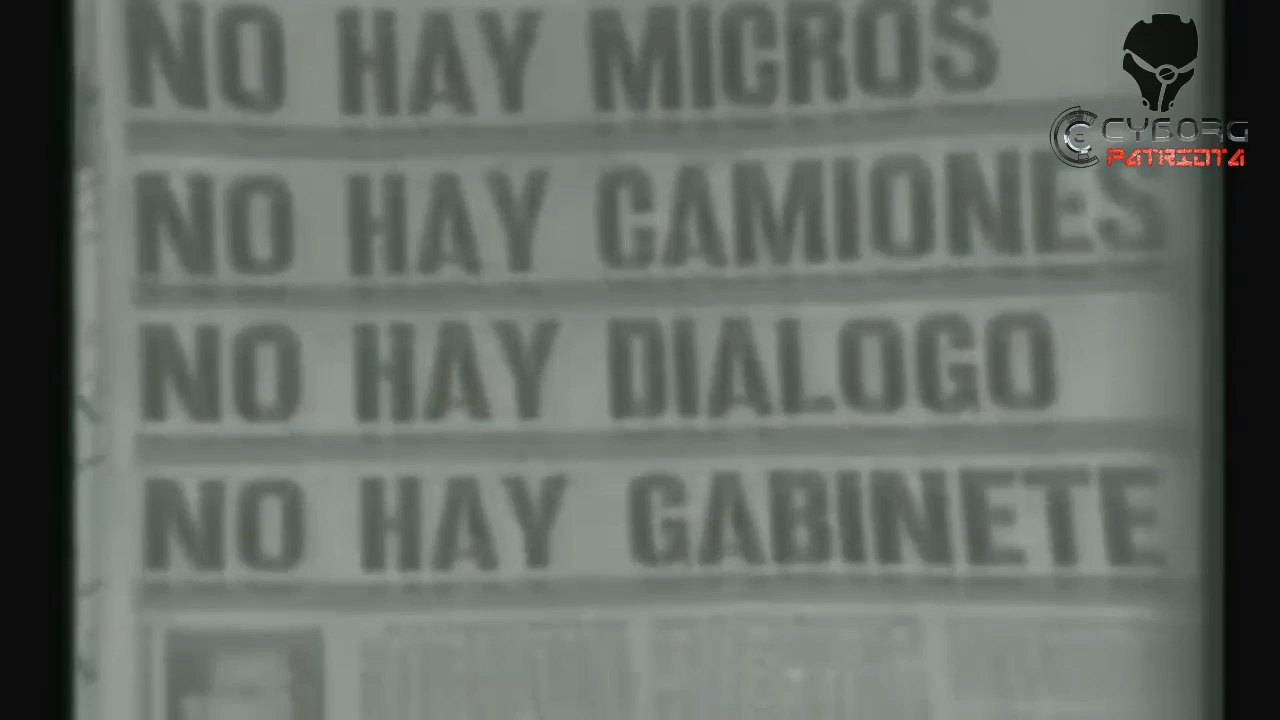 NO HAY MICROS
CYBORG
PATRIOTA
NO HAY CAMIONES
NO HAY DIALOGO
NO HAY GABINETE